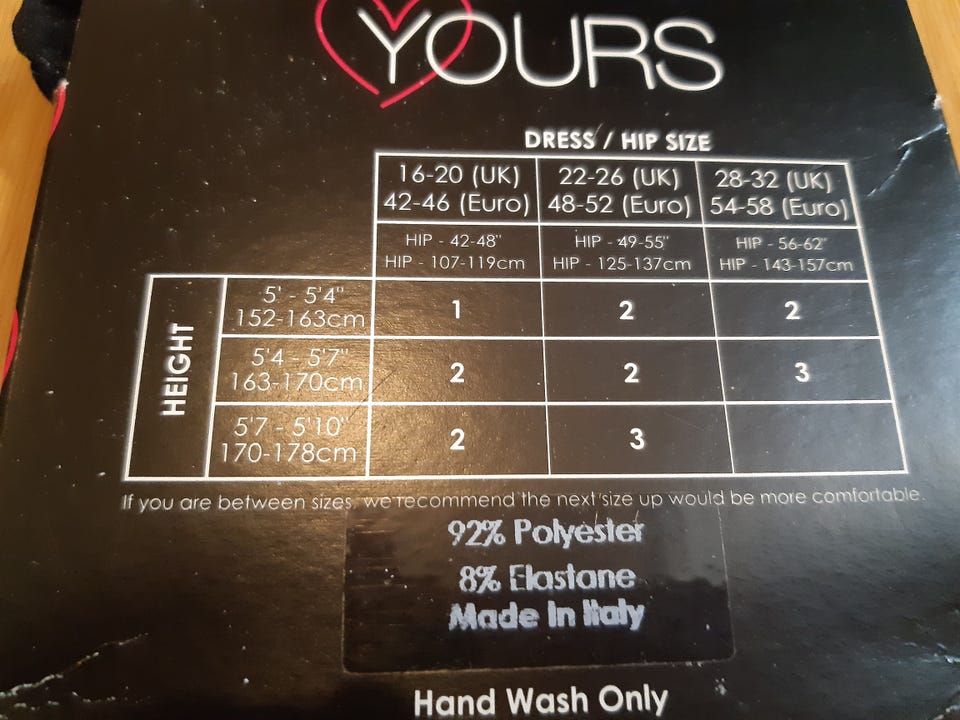 YOURS
DRESS / HIP SIZE
16-20 (UK) 22-26 (UK) 28-32 (UK)
42-46 (Euro) 48-52 (Euro) 54-58 (Euro)
HIP - 42-48" HIP - 49-55" HIP - 56-62"
HIP - 107-119cm HIP - 125-137cm HIP - 143-157cm
HEIGHT
5' - 5'4" 1 2 2
152-163cm
5'4 - 5'7" 2 2 3
163-170cm
5'7 - 5'10" 2 3
170-178cm
If you are between sizes, we recommend the next size up would be more comfortable.
92% Polyester
8% Elastane
Made In Italy
Hand Wash Only